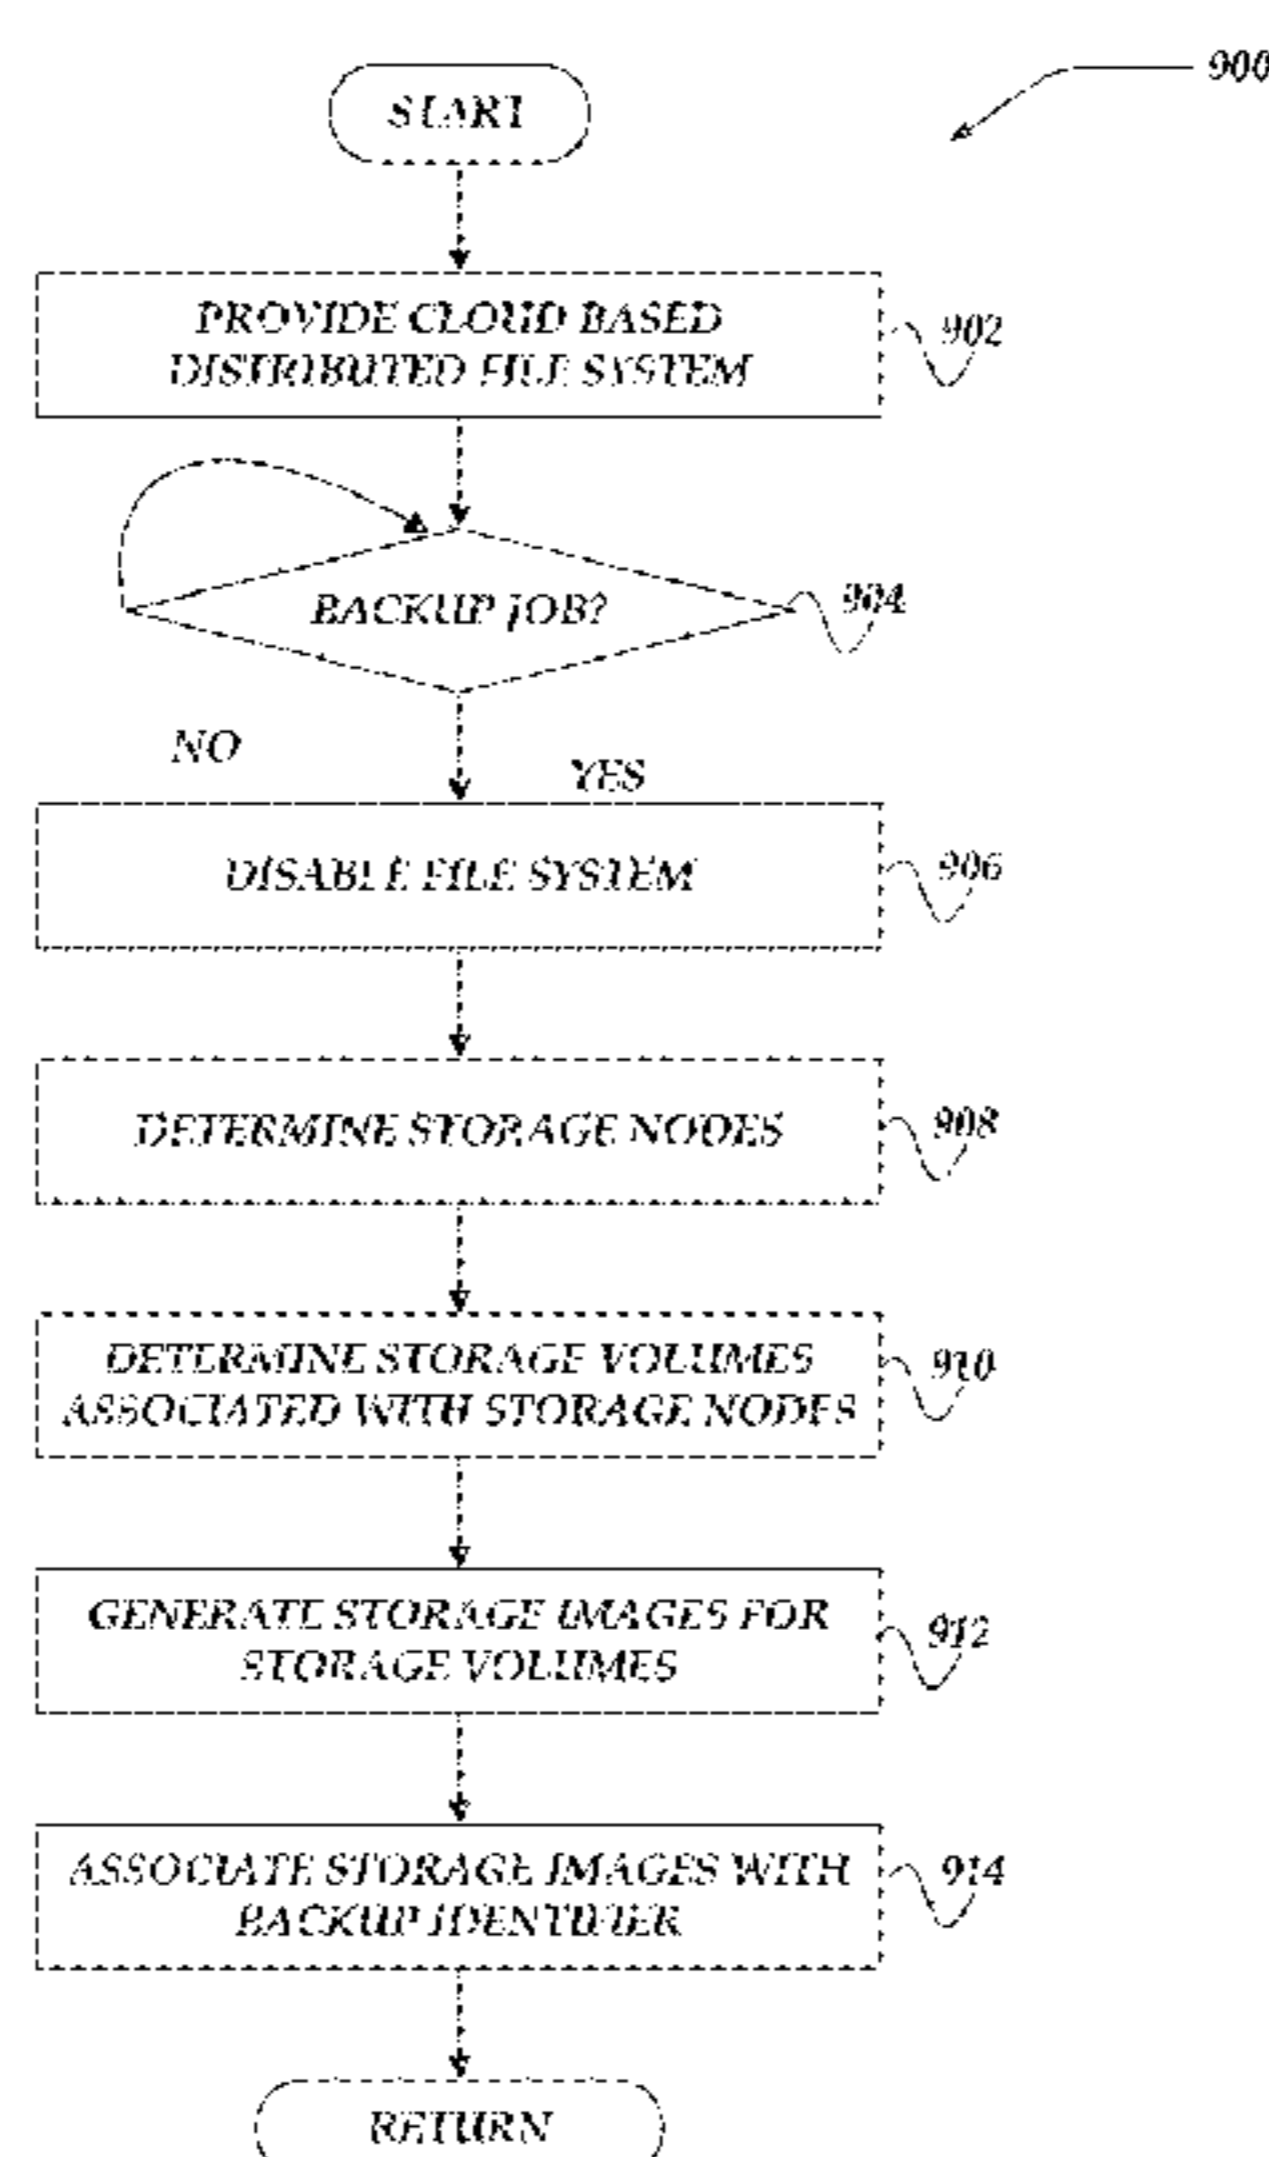 START
900
PROVIDE CLOUD BASED
DISTRIBUTED FILE SYSTEM
902
BACKUP JOB?
904
NO
YES
DISABLE FILE SYSTEM
906
DETERMINE STORAGE NODES
908
DETERMINE STORAGE VOLUMES
ASSOCIATED WITH STORAGE NODES
910
GENERATE STORAGE IMAGES FOR
STORAGE VOLUMES
912
ASSOCIATE STORAGE IMAGES WITH
BACKUP IDENTIFIER
914
RETURN